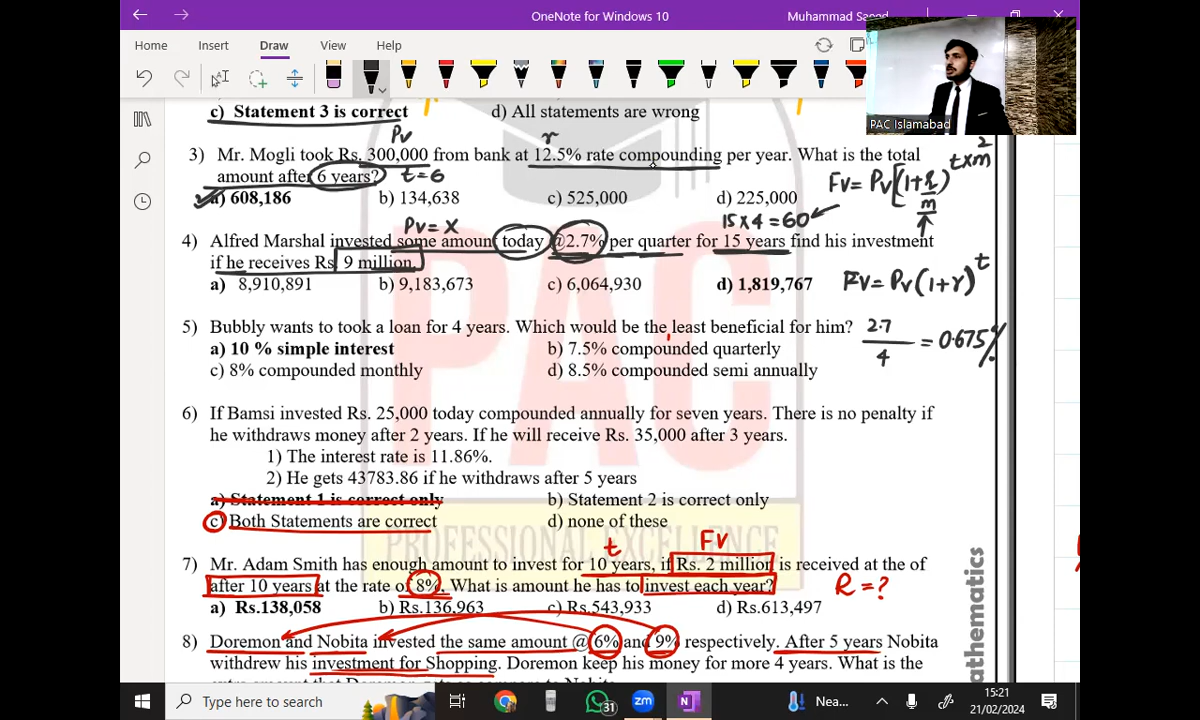 OneNote for Windows 10
Muhammad Saeed
Home Insert Draw View Help
PAC Islamabad
c) Statement 3 is correct d) All statements are wrong
Pv r
3) Mr. Mogli took Rs. 300,000 from bank at 12.5% rate compounding per year. What is the total
amount after 6 years? t=6
a) 608,186 b) 134,638 c) 525,000 d) 225,000
2
t×m
FV= PV[1+r/m]
Pv=x 15×4=60
4) Alfred Marshal invested some amount today @2.7% per quarter for 15 years find his investment
if he receives Rs 9 million.
a) 8,910,891 b) 9,183,673 c) 6,064,930 d) 1,819,767
FV= PV(1+r)^t
5) Bubbly wants to took a loan for 4 years. Which would be the least beneficial for him?
2.7/4 = 0.675%
a) 10 % simple interest b) 7.5% compounded quarterly
c) 8% compounded monthly d) 8.5% compounded semi annually
6) If Bamsi invested Rs. 25,000 today compounded annually for seven years. There is no penalty if
he withdraws money after 2 years. If he will receive Rs. 35,000 after 3 years.
1) The interest rate is 11.86%.
2) He gets 43783.86 if he withdraws after 5 years
a) Statement 1 is correct only b) Statement 2 is correct only
c) Both Statements are correct d) none of these
PROFESSIONAL EXCELLENCE
t FV
7) Mr. Adam Smith has enough amount to invest for 10 years, if Rs. 2 million is received at the of
after 10 years at the rate of 8%. What is amount he has to invest each year? R=?
a) Rs.138,058 b) Rs.136,963 c) Rs.543,933 d) Rs.613,497
8) Doremon and Nobita invested the same amount @ 6% and 9% respectively. After 5 years Nobita
withdrew his investment for Shopping. Doremon keep his money for more 4 years. What is the
PAC
athematics
Type here to search
31
zm
N
Nea...
15:21
21/02/2024